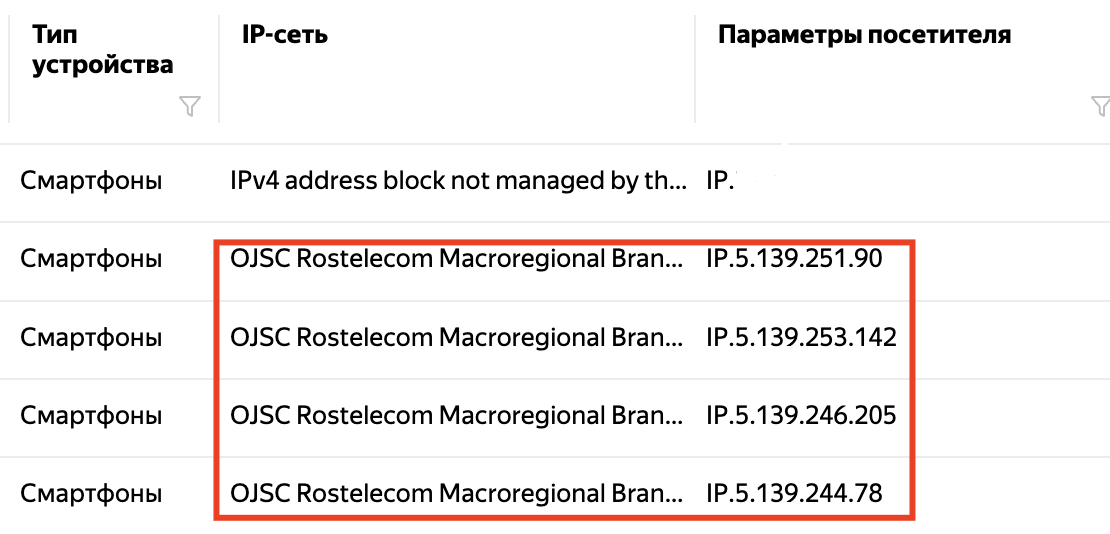 Тип устройства IP-сеть Параметры посетителя
Смартфоны IPv4 address block not managed by th... IP.
Смартфоны OJSC Rostelecom Macroregional Bran... IP.5.139.251.90
Смартфоны OJSC Rostelecom Macroregional Bran... IP.5.139.253.142
Смартфоны OJSC Rostelecom Macroregional Bran... IP.5.139.246.205
Смартфоны OJSC Rostelecom Macroregional Bran... IP.5.139.244.78